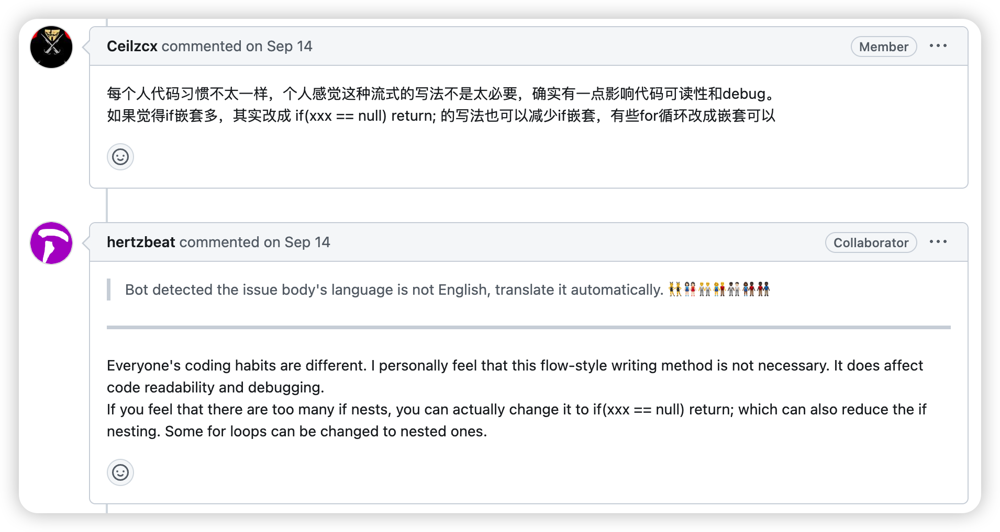 Ceilzcx commented on Sep 14
Member
每个人代码习惯不太一样，个人感觉这种流式的写法不是太必要，确实有一点影响代码可读性和debug。
如果觉得if嵌套多，其实改成 if(xxx == null) return; 的写法也可以减少if嵌套，有些for循环改成嵌套可以
hertzbeat commented on Sep 14
Collaborator
Bot detected the issue body's language is not English, translate it automatically. 👯👭🏻🧑‍🤝‍🧑👫🧑🏿‍🤝‍🧑🏻👩🏾‍🤝‍👨🏿👬🏿
Everyone's coding habits are different. I personally feel that this flow-style writing method is not necessary. It does affect
code readability and debugging.
If you feel that there are too many if nests, you can actually change it to if(xxx == null) return; which can also reduce the if
nesting. Some for loops can be changed to nested ones.